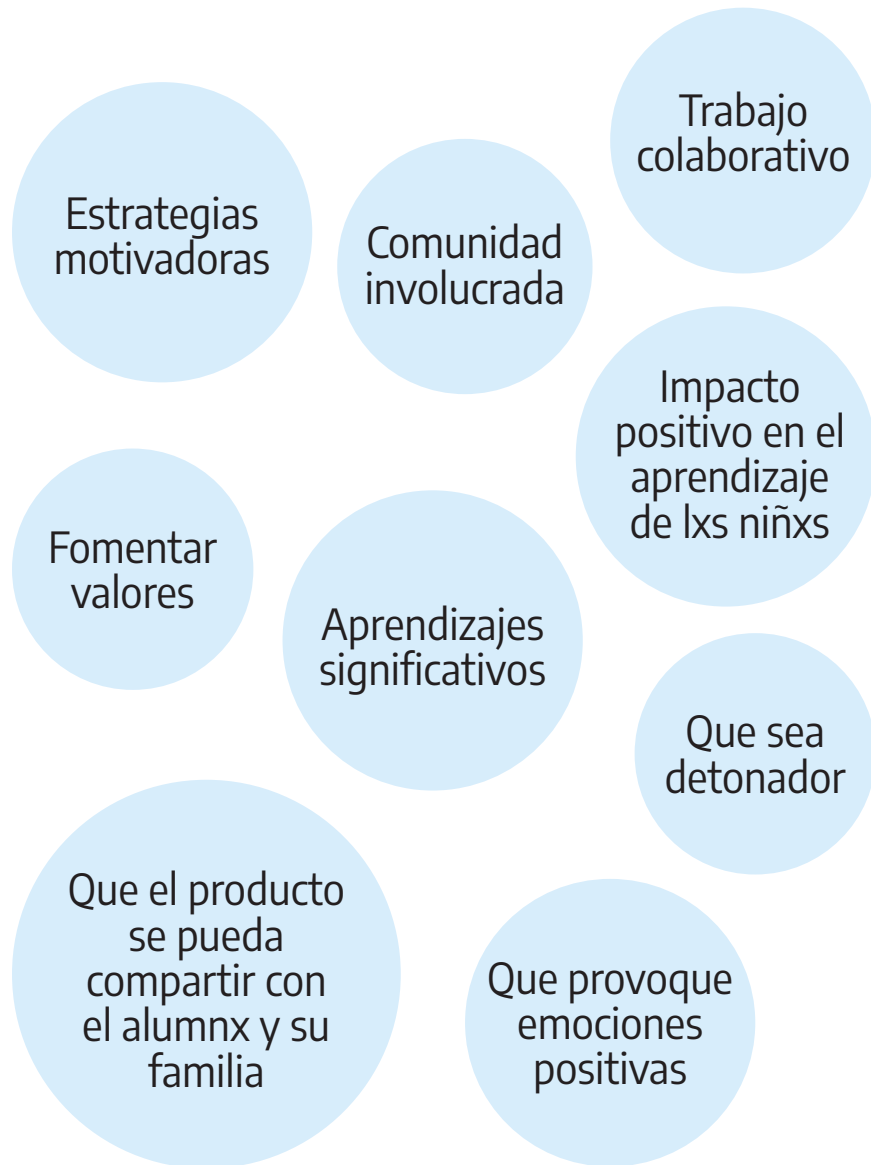 Trabajo
colaborativo
Estrategias
motivadoras
Comunidad
involucrada
Impacto
positivo en el
aprendizaje
de lxs niñxs
Fomentar
valores
Aprendizajes
significativos
Que sea
detonador
Que el producto
se pueda
compartir con
el alumnx y su
familia
Que provoque
emociones
positivas